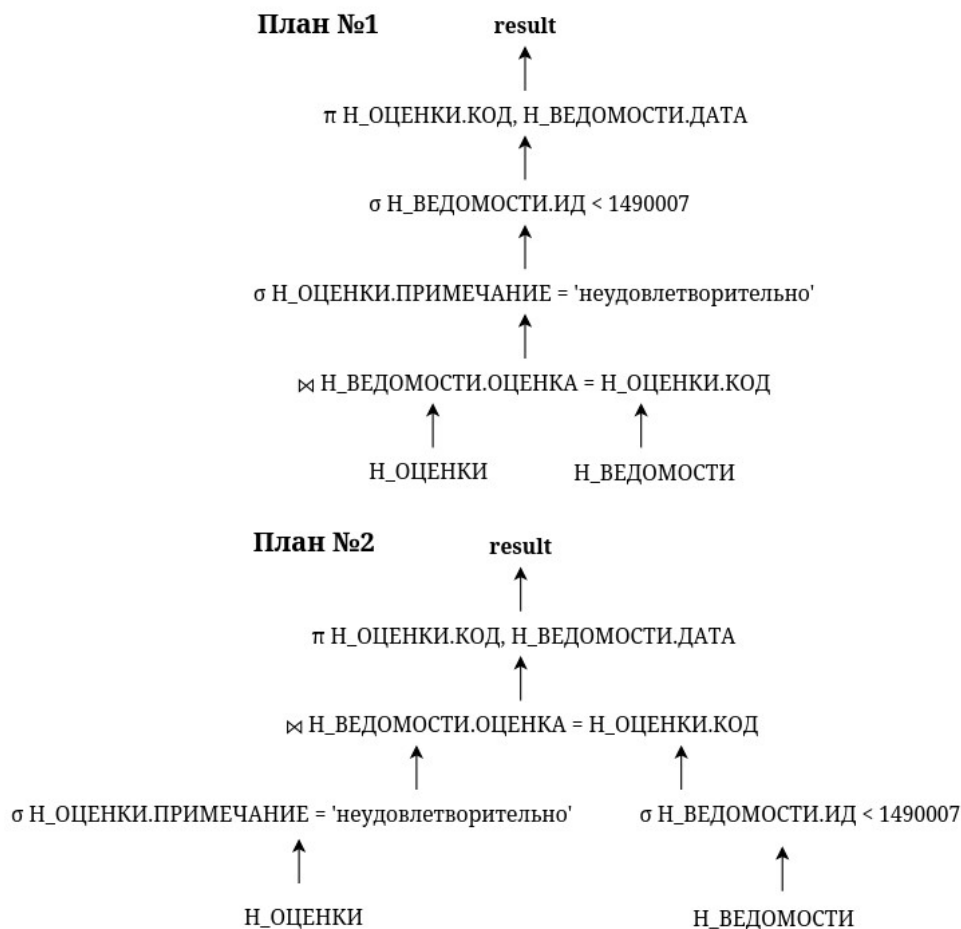 План №1 result
π Н_ОЦЕНКИ.КОД, Н_ВЕДОМОСТИ.ДАТА
σ Н_ВЕДОМОСТИ.ИД < 1490007
σ Н_ОЦЕНКИ.ПРИМЕЧАНИЕ = 'неудовлетворительно'
⋈ Н_ВЕДОМОСТИ.ОЦЕНКА = Н_ОЦЕНКИ.КОД
Н_ОЦЕНКИ Н_ВЕДОМОСТИ
План №2 result
π Н_ОЦЕНКИ.КОД, Н_ВЕДОМОСТИ.ДАТА
⋈ Н_ВЕДОМОСТИ.ОЦЕНКА = Н_ОЦЕНКИ.КОД
σ Н_ОЦЕНКИ.ПРИМЕЧАНИЕ = 'неудовлетворительно' σ Н_ВЕДОМОСТИ.ИД < 1490007
Н_ОЦЕНКИ Н_ВЕДОМОСТИ